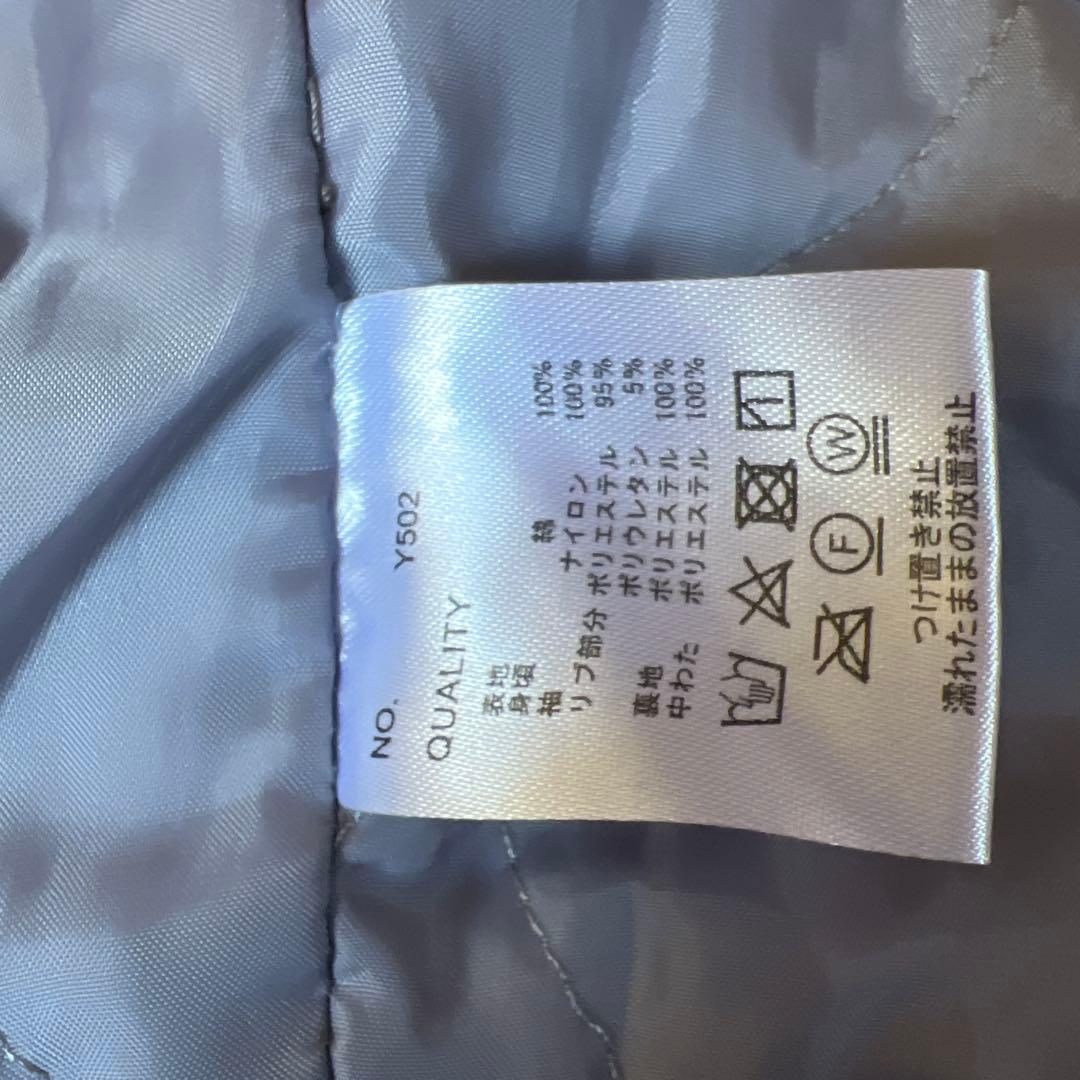 NO. Y502
QUALITY
表地
身頃 綿 100%
袖 ナイロン 100%
リブ部分 ポリエステル 95%
ポリウレタン 5%
裏地 ポリエステル 100%
中わた ポリエステル 100%
F W
つけ置き禁止
濡れたままの放置禁止